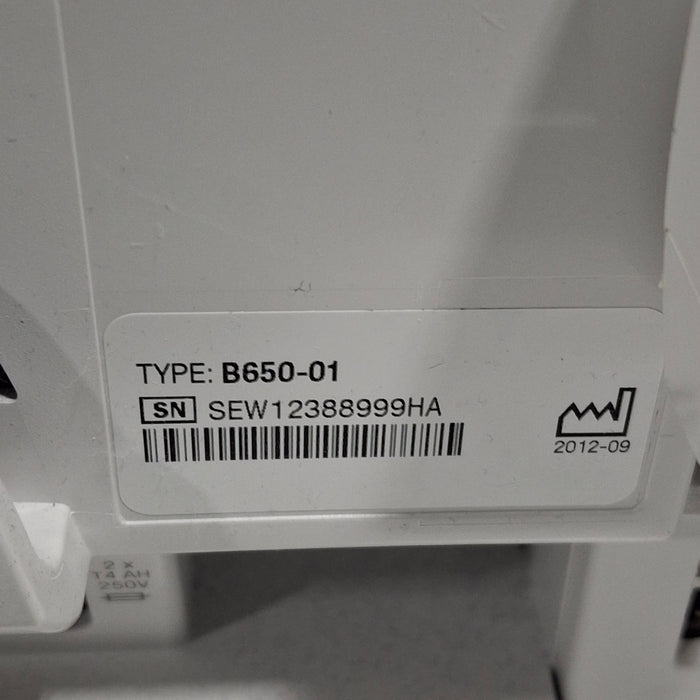 TYPE: B650-01
SN SEW12388999HA
2012-09
2 x
T4 AH
250V